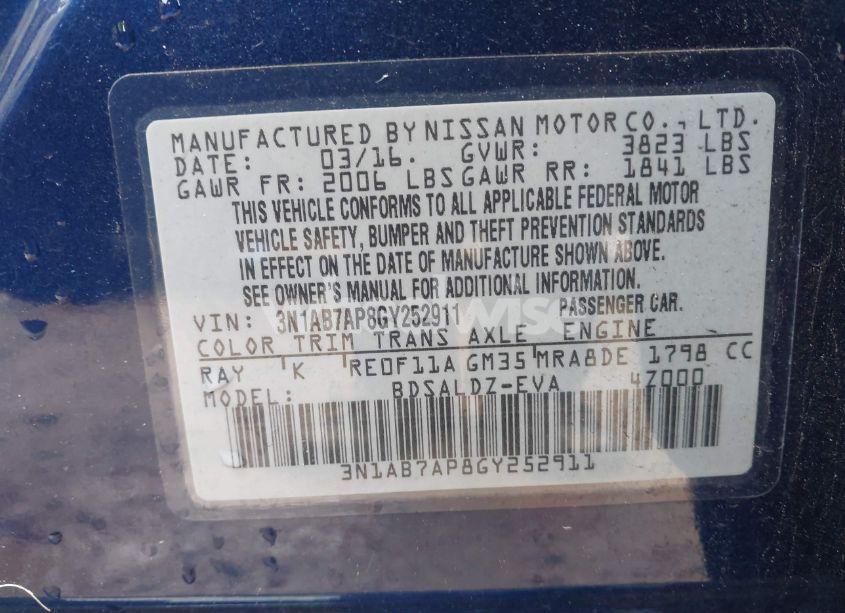 MANUFACTURED BY NISSAN MOTOR CO., LTD.
DATE: 03/16. GVWR: 3823 LBS
GAWR FR: 2006 LBS GAWR RR: 1841 LBS
THIS VEHICLE CONFORMS TO ALL APPLICABLE FEDERAL MOTOR
VEHICLE SAFETY, BUMPER AND THEFT PREVENTION STANDARDS
IN EFFECT ON THE DATE OF MANUFACTURE SHOWN ABOVE.
SEE OWNER'S MANUAL FOR ADDITIONAL INFORMATION.
VIN: 3N1AB7AP8GY252911 PASSENGER CAR.
COLOR TRIM TRANS AXLE ENGINE
RAY K RE0F11A GM35 MRA8DE 1798 CC
MODEL: BDSALDZ-EVA 4Z000
3N1AB7AP8GY252911